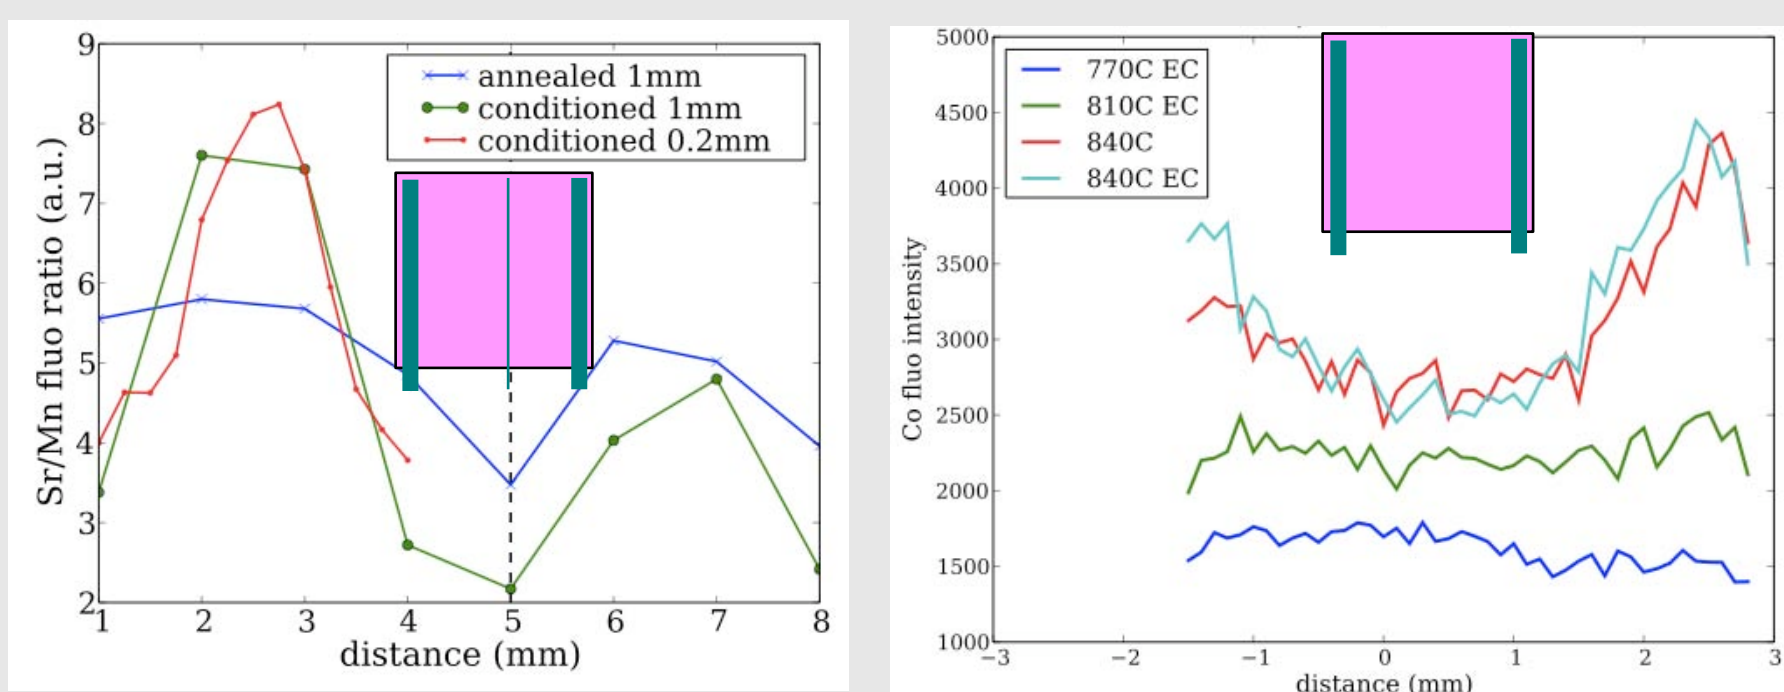 9
8
7
6
5
4
3
2
1 2 3 4 5 6 7 8
Sr/Mn fluo ratio (a.u.)
distance (mm)
annealed 1mm
conditioned 1mm
conditioned 0.2mm
5000
4500
4000
3500
3000
2500
2000
1500
1000
−3 −2 −1 0 1 2 3
Co fluo intensity
distance (mm)
770C EC
810C EC
840C
840C EC